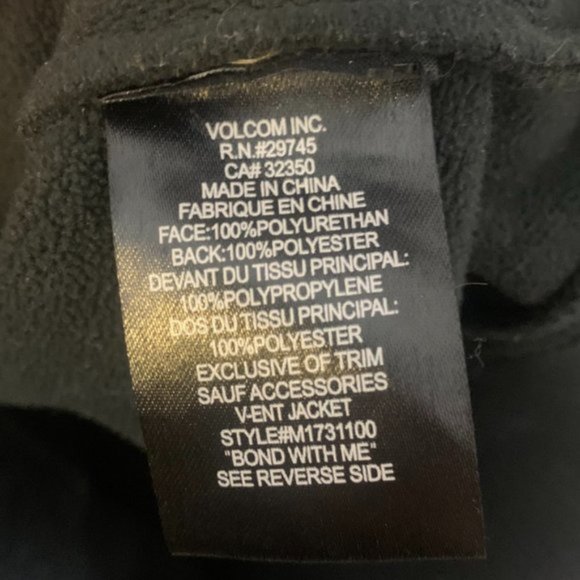 VOLCOM INC.
R.N.#29745
CA# 32350
MADE IN CHINA
FABRIQUE EN CHINE
FACE:100%POLYURETHAN
BACK:100%POLYESTER
DEVANT DU TISSU PRINCIPAL:
100%POLYPROPYLENE
DOS DU TISSU PRINCIPAL:
100%POLYESTER
EXCLUSIVE OF TRIM
SAUF ACCESSORIES
V-ENT JACKET
STYLE#M1731100
"BOND WITH ME"
SEE REVERSE SIDE